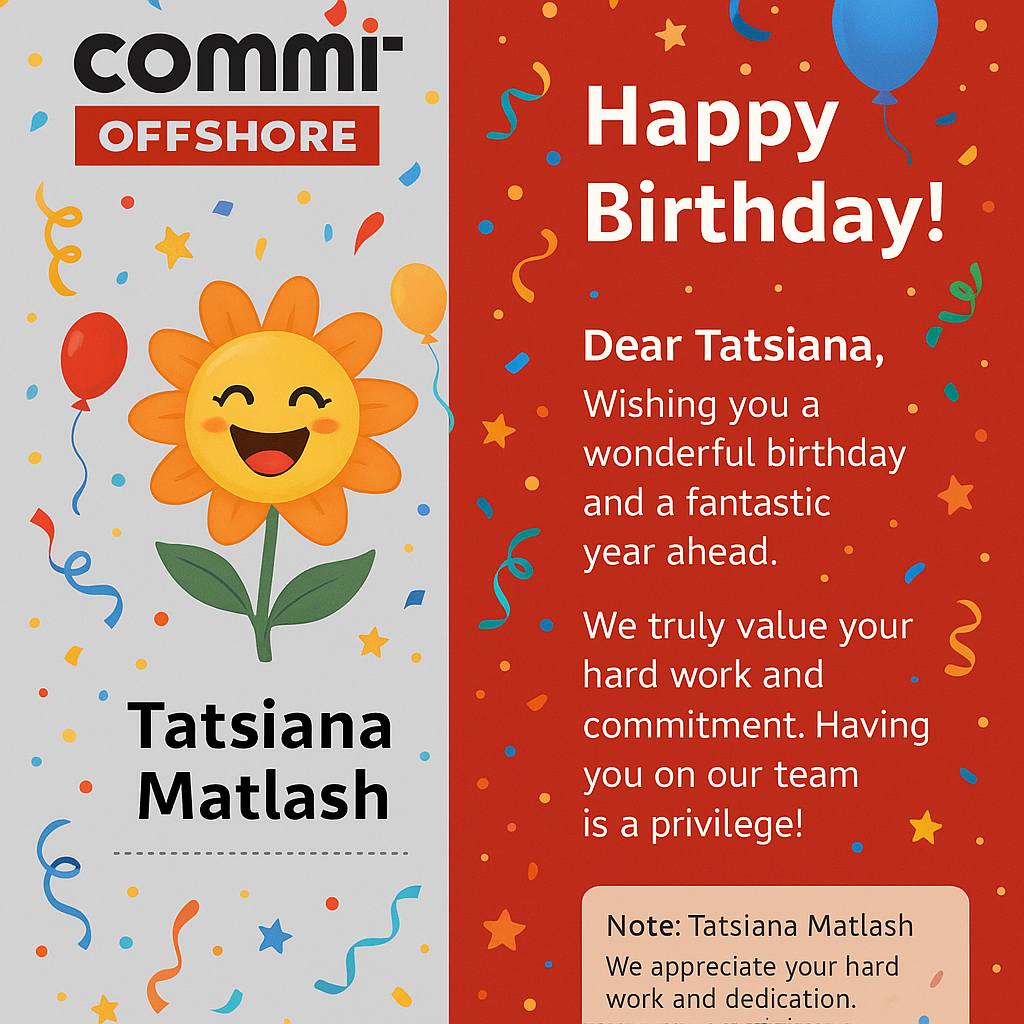 commi-
OFFSHORE
Tatsiana
Matlash
Happy
Birthday!
Dear Tatsiana,
Wishing you a
wonderful birthday
and a fantastic
year ahead.
We truly value your
hard work and
commitment. Having
you on our team
is a privilege!
Note: Tatsiana Matlash
We appreciate your hard
work and dedication.